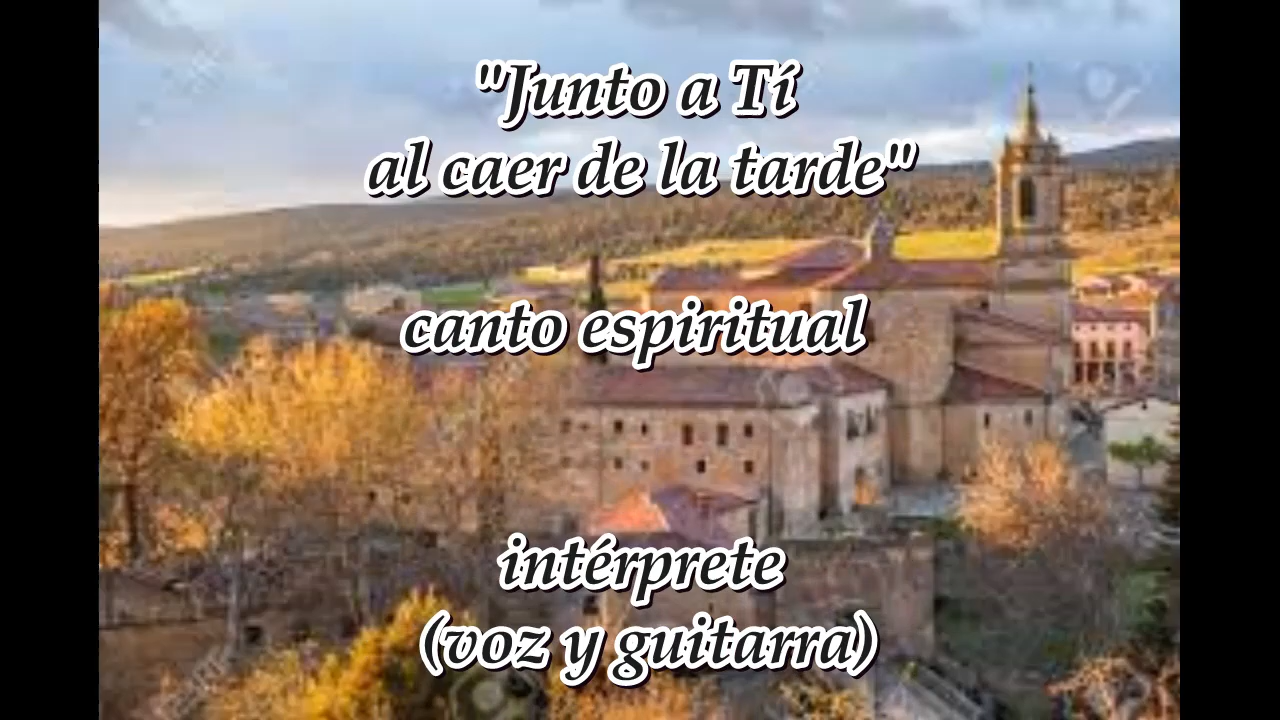 "Junto a Tí
al caer de la tarde"
canto espiritual
intérprete
(voz y guitarra)